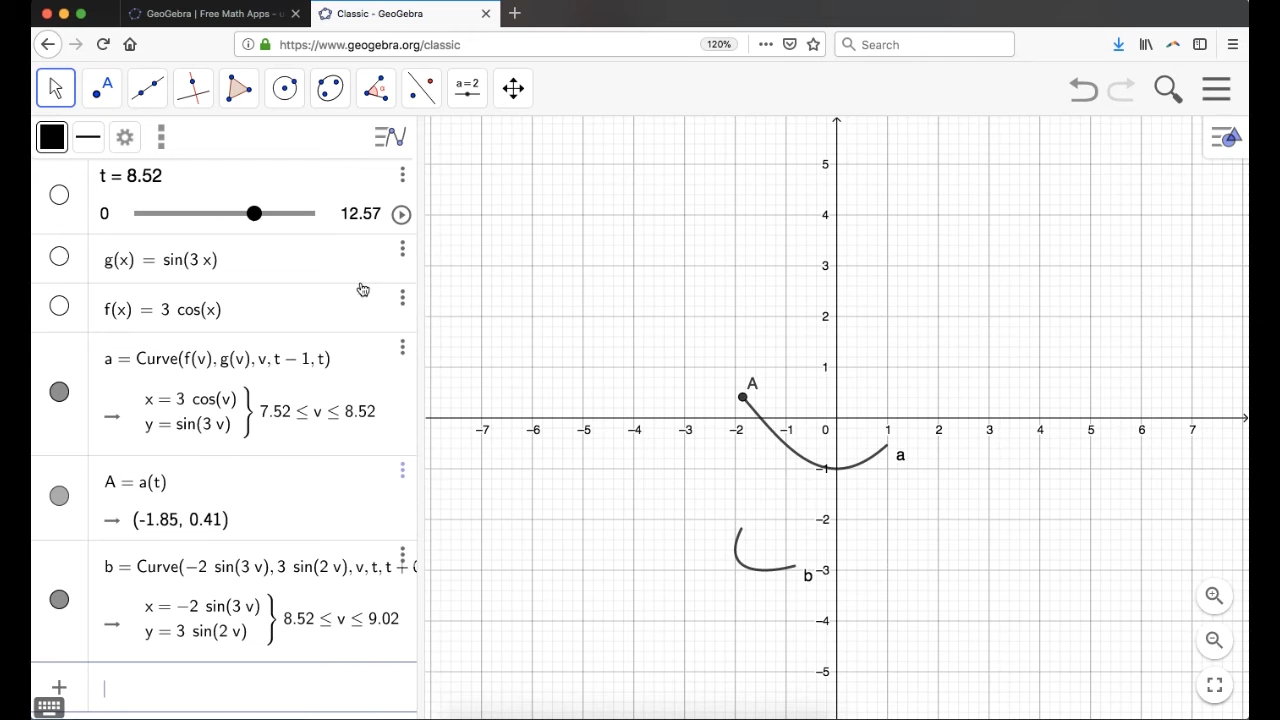 GeoGebra | Free Math Apps - u
Classic - GeoGebra
https://www.geogebra.org/classic
120%
Search
A
α
a=2
t = 8.52
0
12.57
g(x) = sin(3 x)
f(x) = 3 cos(x)
a = Curve(f(v), g(v), v, t − 1, t)
x = 3 cos(v)
y = sin(3 v)
7.52 ≤ v ≤ 8.52
A = a(t)
→ (-1.85, 0.41)
b = Curve(−2 sin(3 v), 3 sin(2 v), v, t, t + 0
x = −2 sin(3 v)
y = 3 sin(2 v)
8.52 ≤ v ≤ 9.02
5
4
3
2
1
A
−7 −6 −5 −4 −3 −2 −1 0 1 2 3 4 5 6 7
a
−1
−2
−3
b
−4
−5